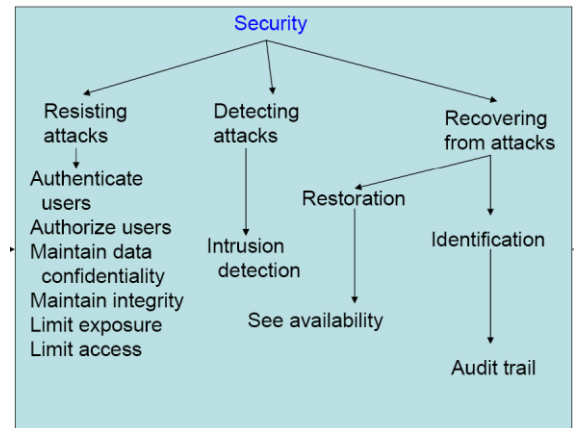 Security
Resisting
attacks
Detecting
attacks
Recovering
from attacks
Authenticate
users
Authorize users
Maintain data
confidentiality
Maintain integrity
Limit exposure
Limit access
Intrusion
detection
Restoration
See availability
Identification
Audit trail